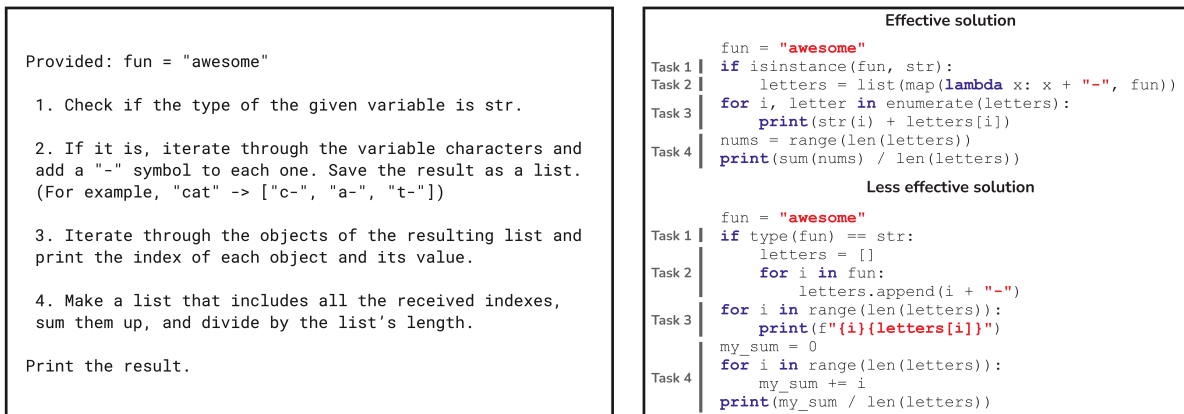 Provided: fun = "awesome"
1. Check if the type of the given variable is str.
2. If it is, iterate through the variable characters and
add a "-" symbol to each one. Save the result as a list.
(For example, "cat" -> ["c-", "a-", "t-"])
3. Iterate through the objects of the resulting list and
print the index of each object and its value.
4. Make a list that includes all the received indexes,
sum them up, and divide by the list's length.
Print the result.
Effective solution
fun = "awesome"
Task 1 if isinstance(fun, str):
Task 2 letters = list(map(lambda x: x + "-", fun))
Task 3 for i, letter in enumerate(letters):
print(str(i) + letters[i])
Task 4 nums = range(len(letters))
print(sum(nums) / len(letters))
Less effective solution
fun = "awesome"
Task 1 if type(fun) == str:
letters = []
Task 2 for i in fun:
letters.append(i + "-")
Task 3 for i in range(len(letters)):
print(f"{i}{letters[i]}")
my_sum = 0
for i in range(len(letters)):
Task 4 my_sum += i
print(my_sum / len(letters))